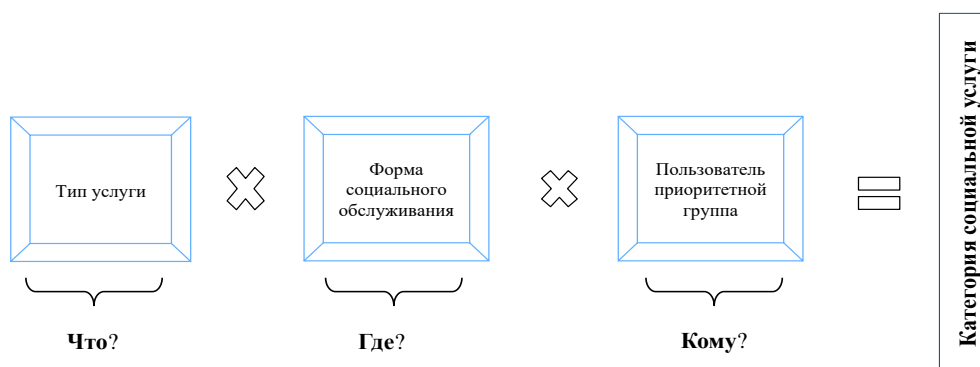 Тип услуги
Форма
социального
обслуживания
Пользователь
приоритетной
группа
Категория социальной услуги
Что?
Где?
Кому?